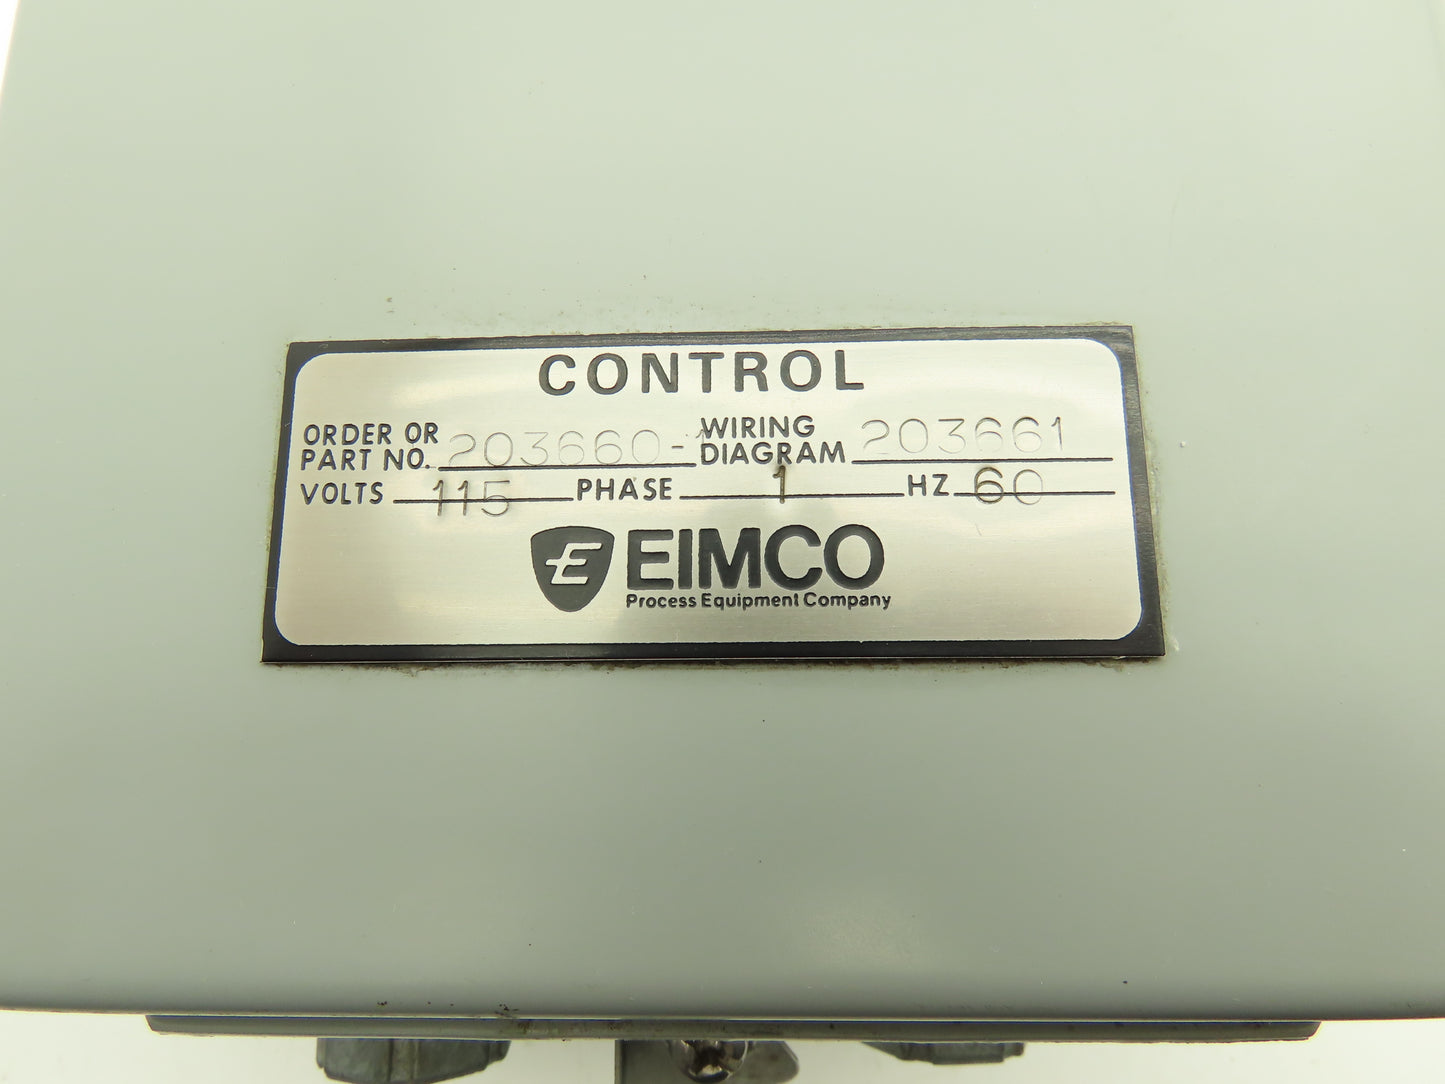 CONTROL
ORDER OR PART NO. 203660-1 WIRING DIAGRAM 203661
VOLTS 115 PHASE 1 HZ 60
E EIMCO
Process Equipment Company